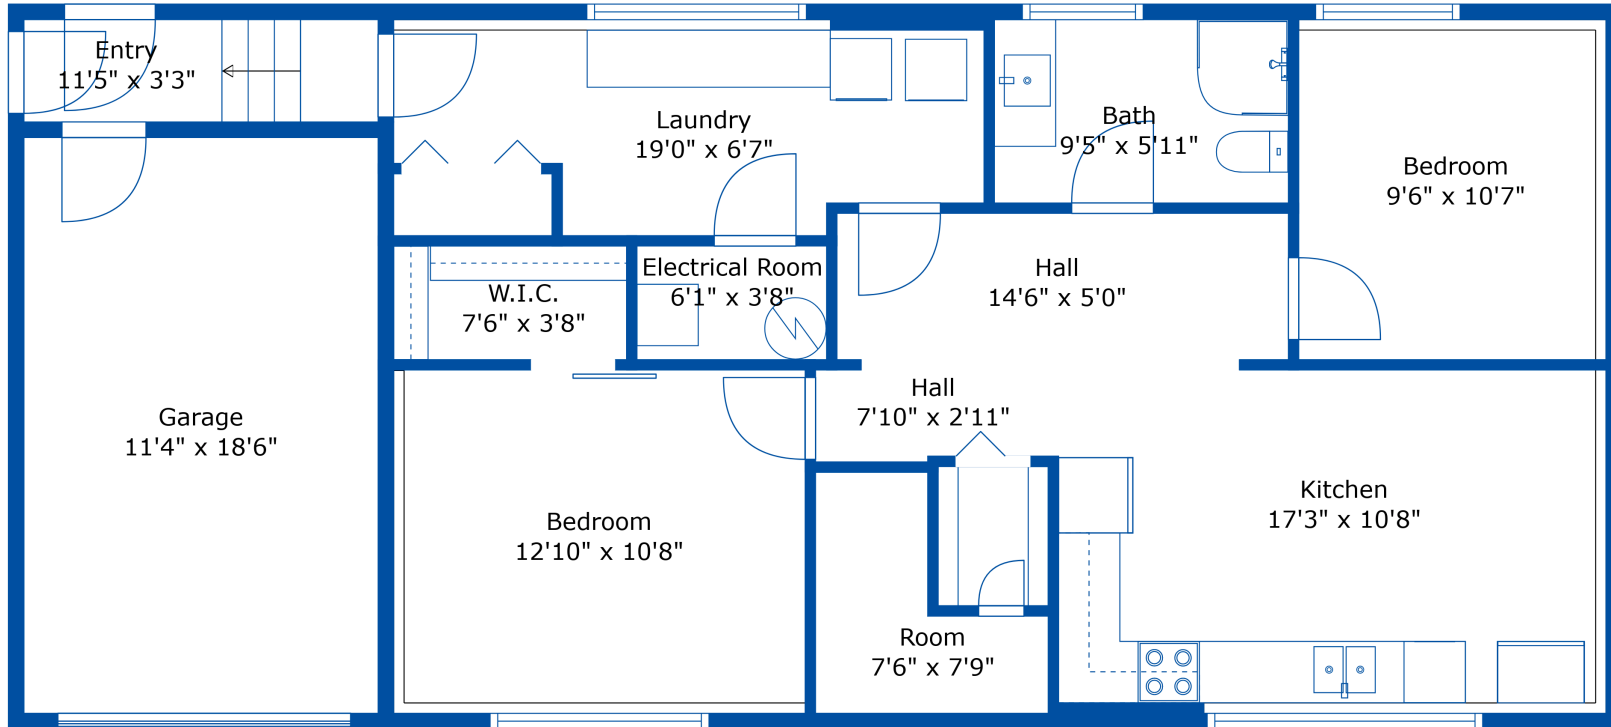 Entry
11'5" x 3'3"
Laundry
19'0" x 6'7"
Bath
9'5" x 5'11"
Bedroom
9'6" x 10'7"
W.I.C.
7'6" x 3'8"
Electrical Room
6'1" x 3'8"
Hall
14'6" x 5'0"
Garage
11'4" x 18'6"
Hall
7'10" x 2'11"
Bedroom
12'10" x 10'8"
Kitchen
17'3" x 10'8"
Room
7'6" x 7'9"